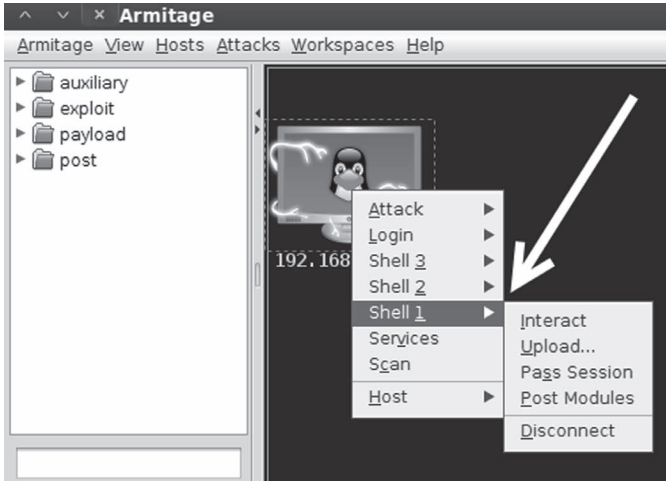 Armitage
Armitage View Hosts Attacks Workspaces Help
auxiliary
exploit
payload
post
192.168
Attack
Login
Shell 3
Shell 2
Shell 1
Services
Scan
Host
Interact
Upload...
Pass Session
Post Modules
Disconnect